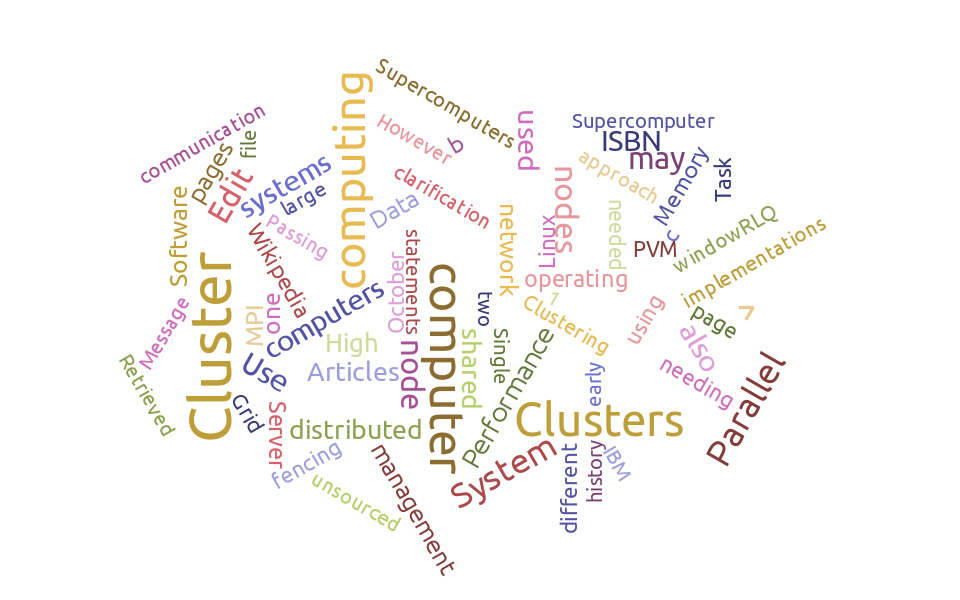 Supercomputers
computing
communication
file
pages
However
b
used
Supercomputer
ISBN
may
approach
Memory
Task
Edit
systems
large
clarification
Data
nodes
Software
Passing
Wikipedia
network
Linux
needed
c
PVM
windowRLQ
statements
October
operating
implementations
Cluster
computer
computers
Message
MPI
one
two
1
Clustering
using
page
7
also
High
node
shared
single
Performance
Articles
Use
early
needing
Parallel
Retrieved
Grid
Server
distributed
Clusters
fencing
unsourced
management
System
different
history
IBM